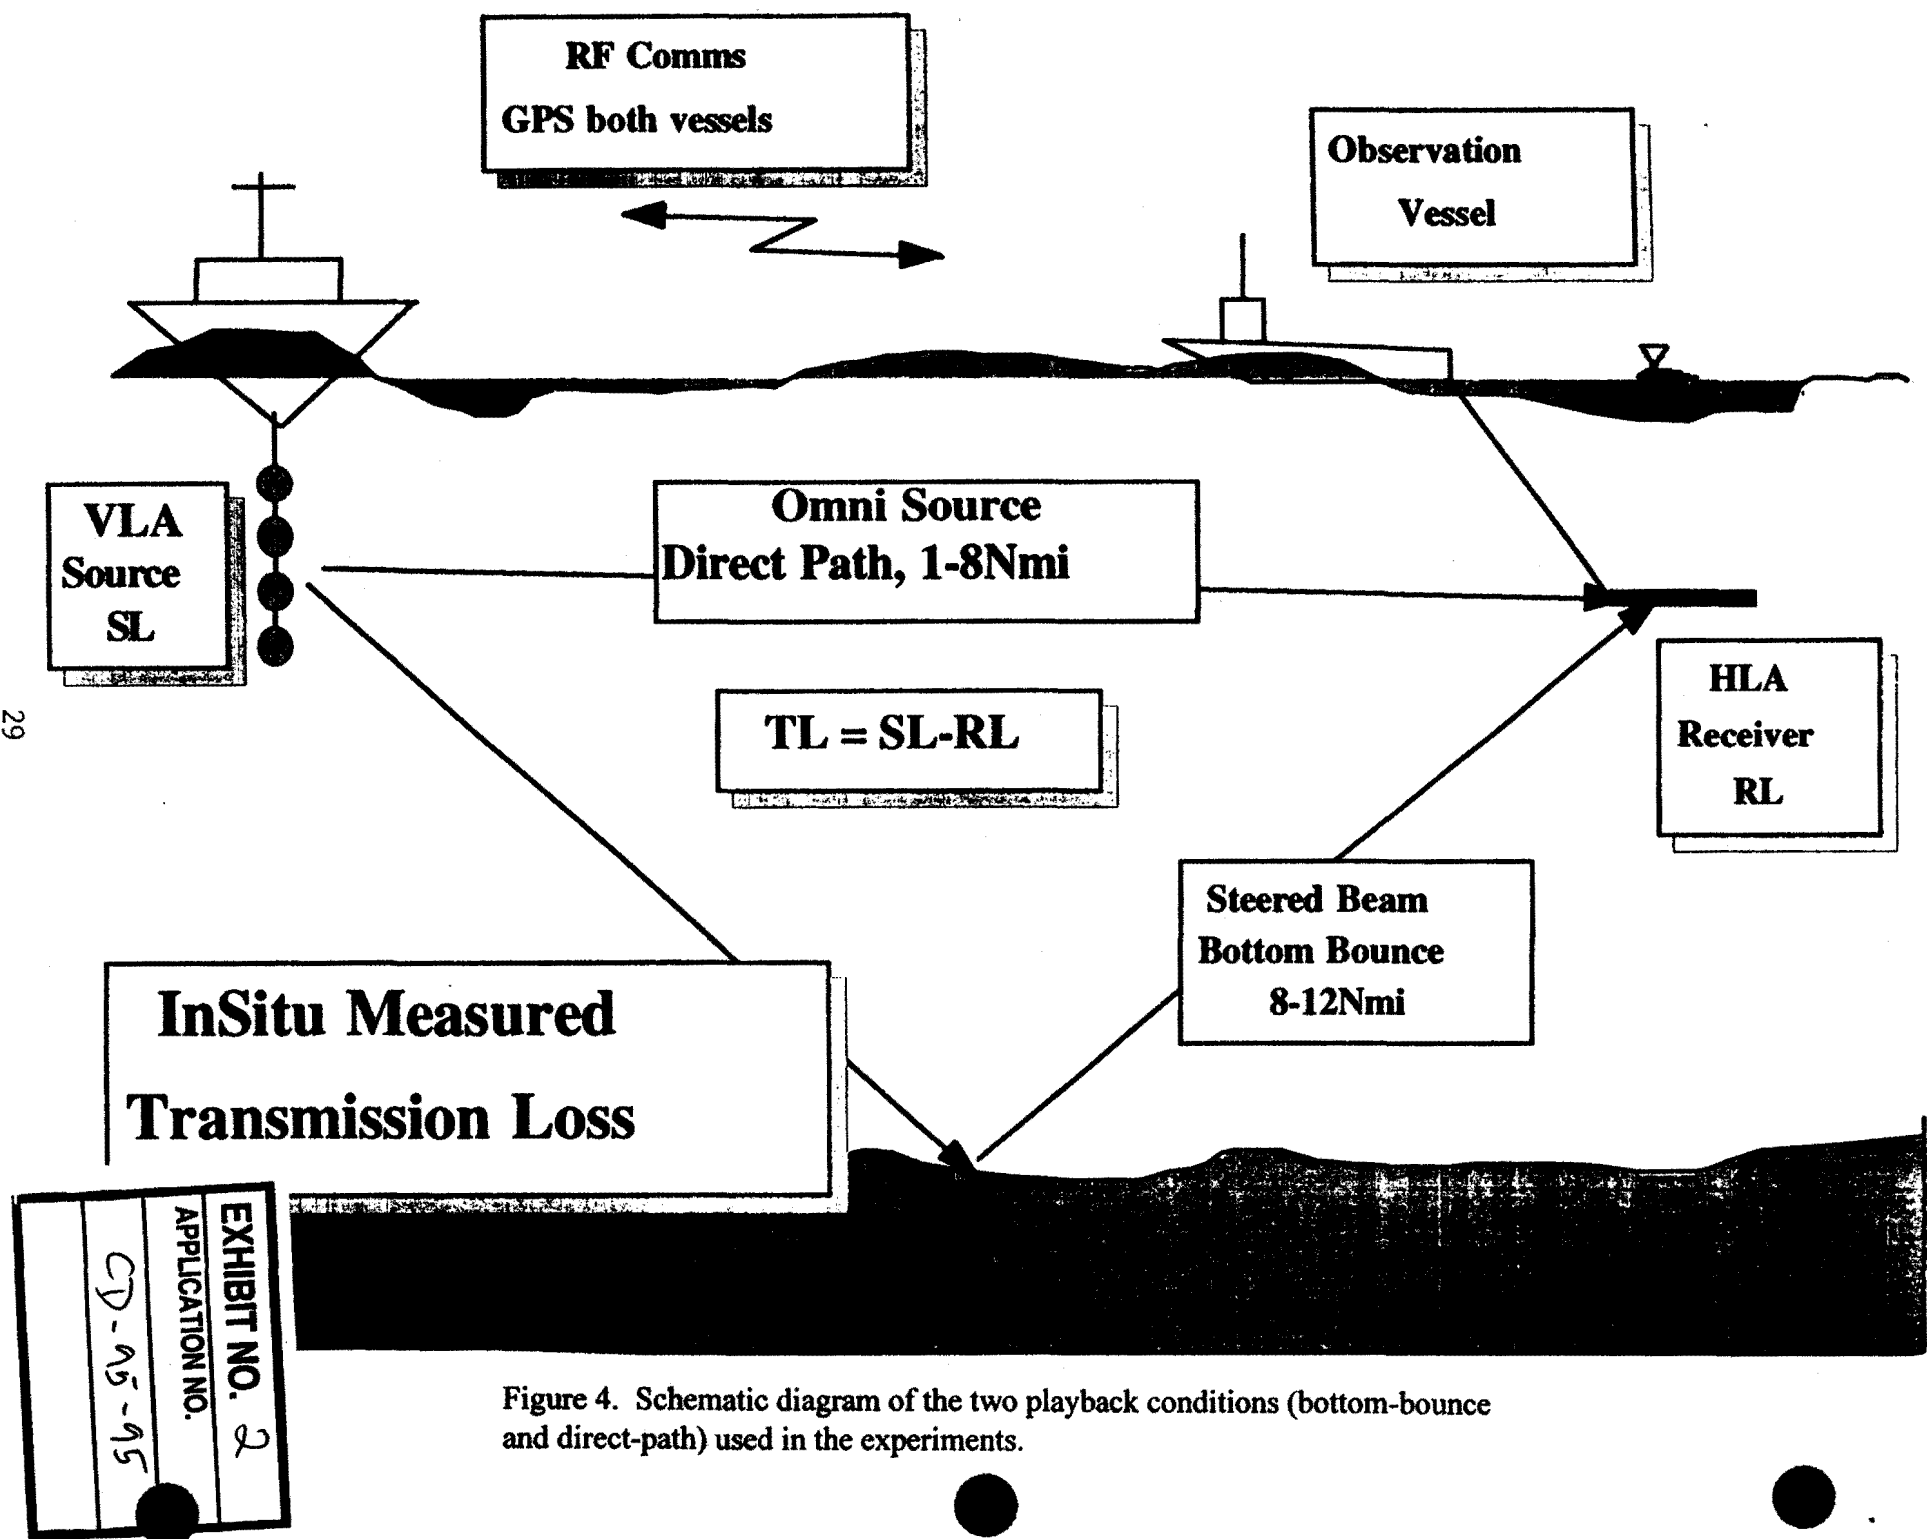 RF Comms
GPS both vessels
Observation
Vessel
VLA
Source
SL
Omni Source
Direct Path, 1-8Nmi
TL = SL-RL
HLA
Receiver
RL
Steered Beam
Bottom Bounce
8-12Nmi
InSitu Measured
Transmission Loss
29
EXHIBIT NO. 2
APPLICATION NO.
CD-95-95
Figure 4. Schematic diagram of the two playback conditions (bottom-bounce
and direct-path) used in the experiments.